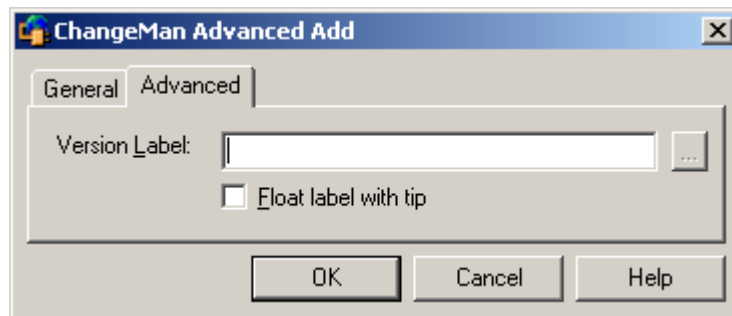 ChangeMan Advanced Add
General Advanced
Version Label:
...
Float label with tip
OK Cancel Help